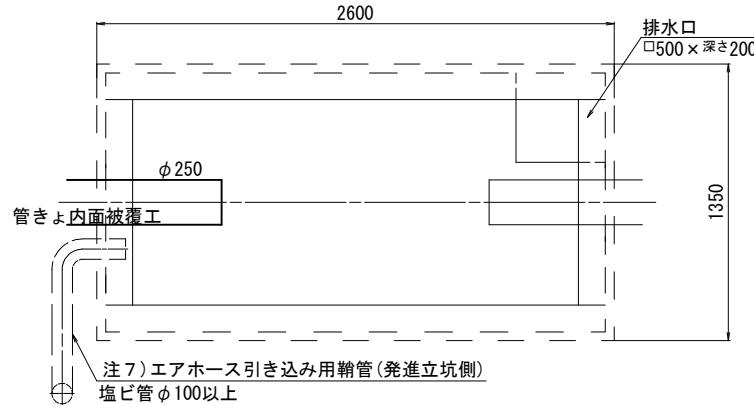 2600
排水口
□500×深さ200
φ250
管きょ内面被覆工
1350
注７）エアホース引き込み用鞘管(発進立坑側)
塩ビ管φ100以上